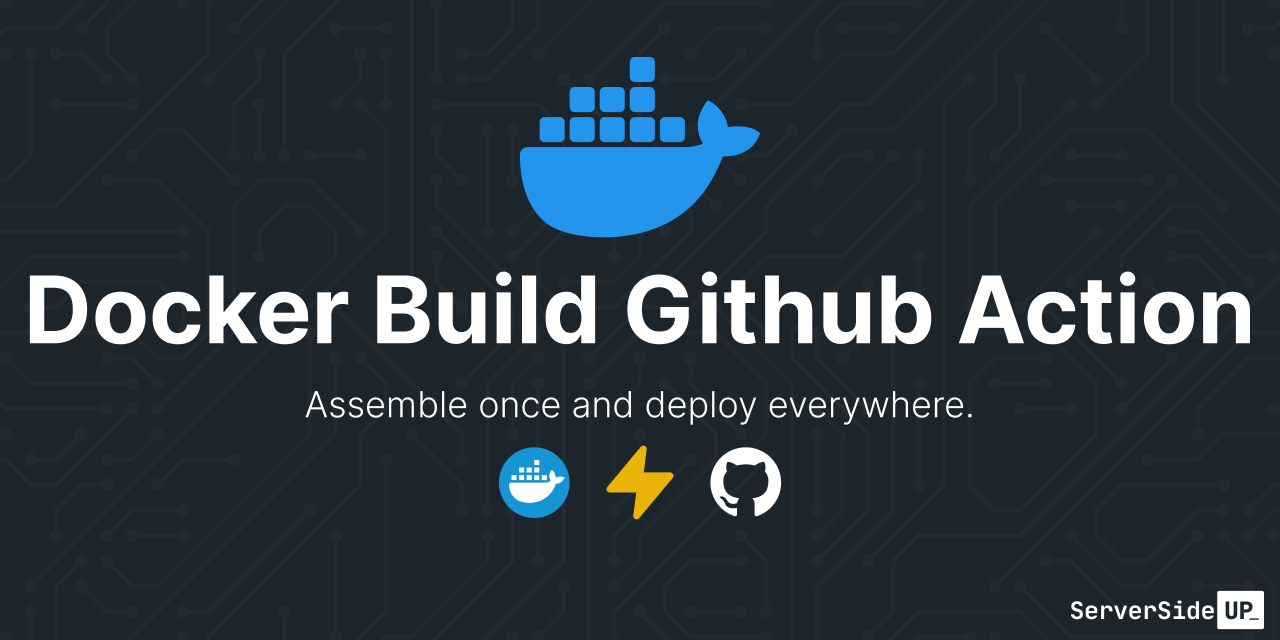 Docker Build Github Action
Assemble once and deploy everywhere.
ServerSide UP_